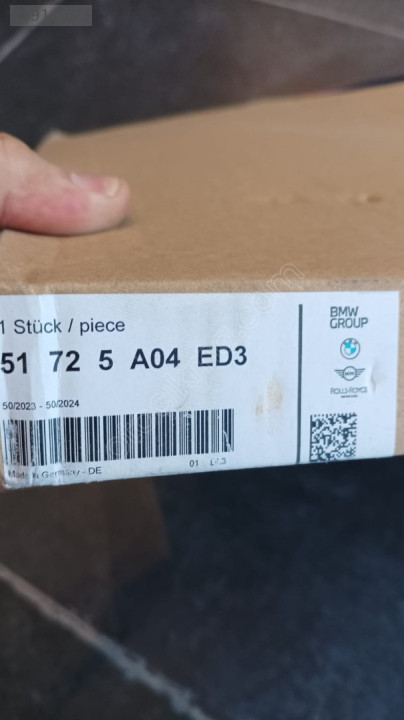 1 Stück / piece
51 72 5 A04 ED3
50/2023 - 50/2024
Made in Germany - DE
01
BMW
GROUP
MINI
ROLLS-ROYCE